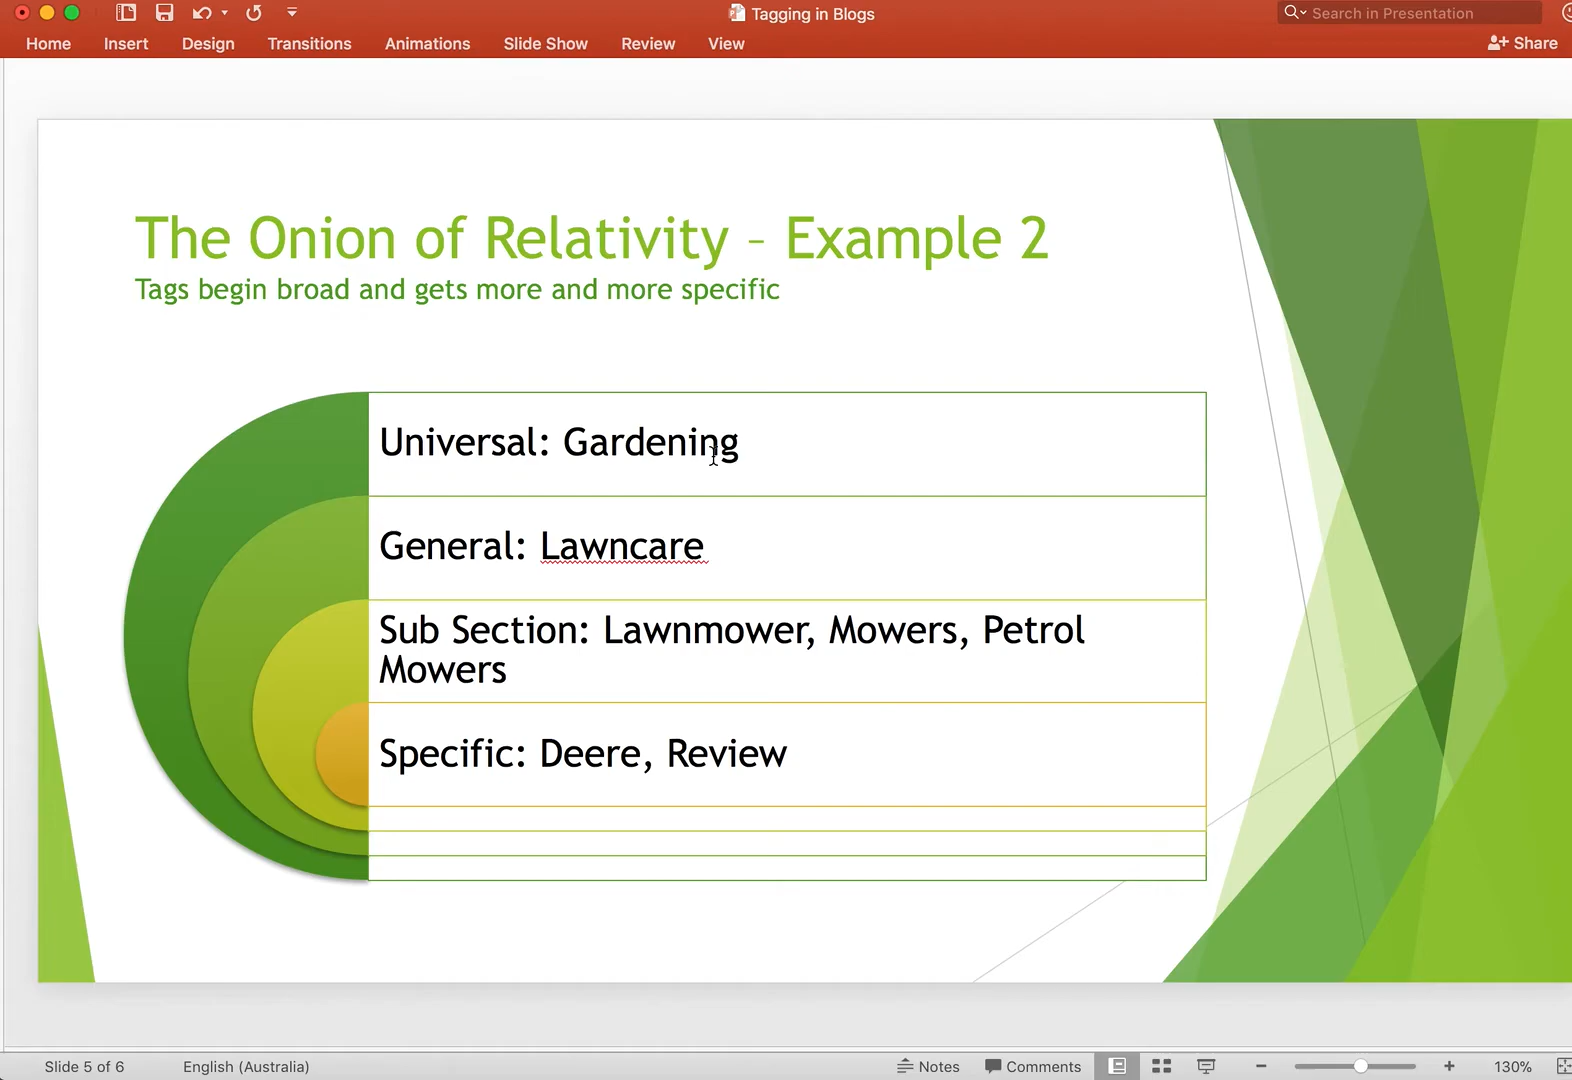 Tagging in Blogs
Search in Presentation
Home Insert Design Transitions Animations Slide Show Review View Share
The Onion of Relativity – Example 2
Tags begin broad and gets more and more specific
Universal: Gardening
General: Lawncare
Sub Section: Lawnmower, Mowers, Petrol
Mowers
Specific: Deere, Review
Slide 5 of 6 English (Australia) Notes Comments 130%